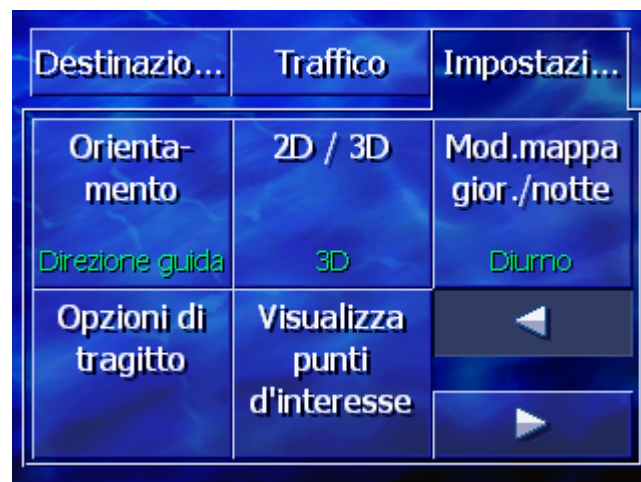 Destinazio...
Traffico
Impostazi...
Orienta-
mento
Direzione guida
2D / 3D
3D
Mod.mappa
gior./notte
Diurno
Opzioni di
tragitto
Visualizza
punti
d'interesse